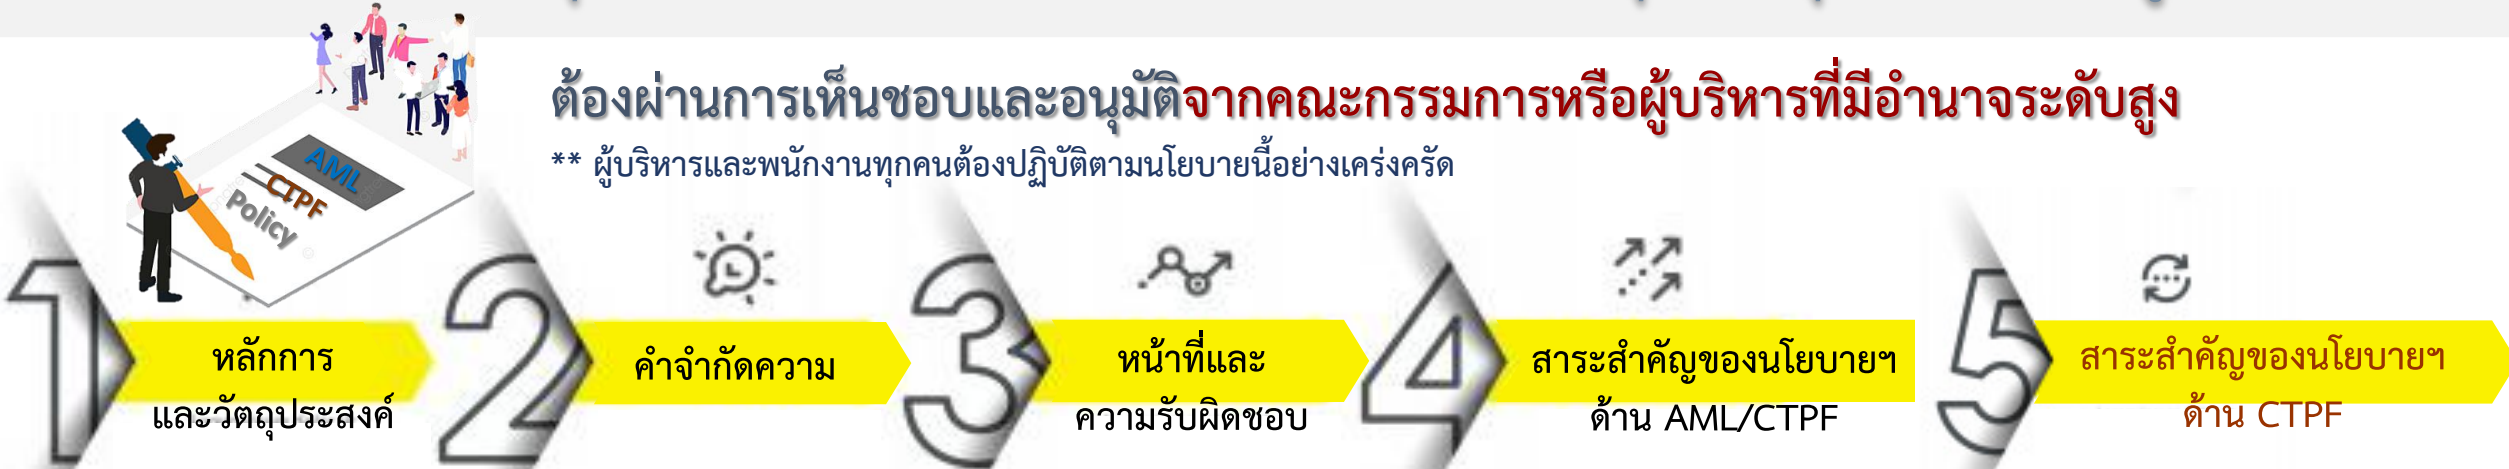 ต้องผ่านการเห็นชอบและอนุมัติจากคณะกรรมการหรือผู้บริหารที่มีอำนาจระดับสูง
** ผู้บริหารและพนักงานทุกคนต้องปฏิบัติตามนโยบายนี้อย่างเคร่งครัด
AML
CTPF
Policy
1
หลักการ
และวัตถุประสงค์
2
คำจำกัดความ
3
หน้าที่และ
ความรับผิดชอบ
4
สาระสำคัญของนโยบายฯ
ด้าน AML/CTPF
5
สาระสำคัญของนโยบายฯ
ด้าน CTPF